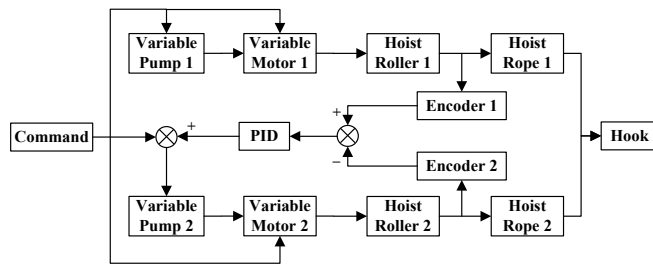 Variable
Pump 1
Variable
Motor 1
Hoist
Roller 1
Hoist
Rope 1
+
Encoder 1
Command
+
PID
Hook
−
Encoder 2
Variable
Pump 2
Variable
Motor 2
Hoist
Roller 2
Hoist
Rope 2